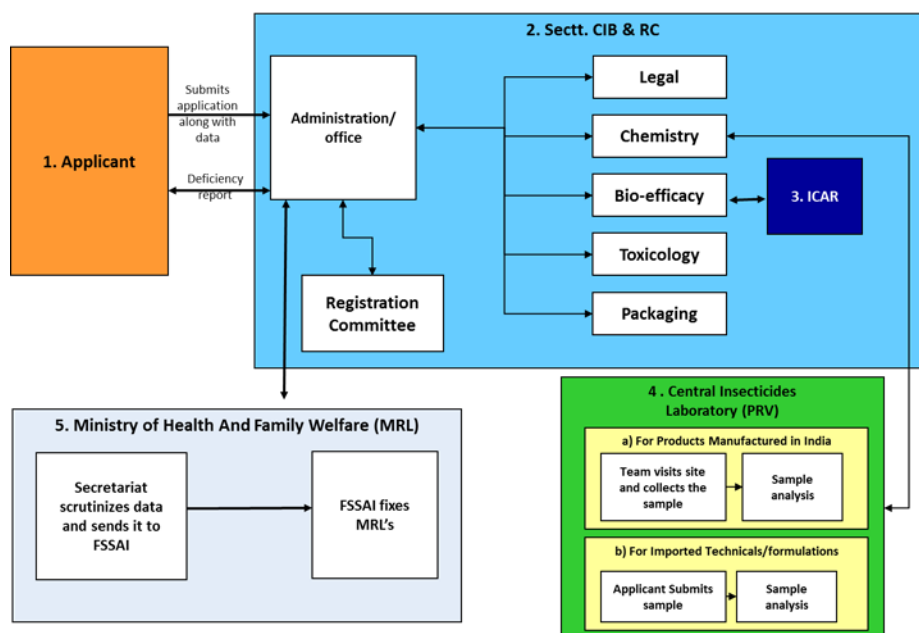 2. Sectt. CIB & RC
1. Applicant
Submits
application
along with
data
Deficiency
report
Administration/
office
Registration
Committee
Legal
Chemistry
Bio-efficacy
Toxicology
Packaging
3. ICAR
4 . Central Insecticides
Laboratory (PRV)
a) For Products Manufactured in India
Team visits site
and collects the
sample
Sample
analysis
b) For Imported Technicals/formulations
Applicant Submits
sample
Sample
analysis
5. Ministry of Health And Family Welfare (MRL)
Secretariat
scrutinizes data
and sends it to
FSSAI
FSSAI fixes
MRL's